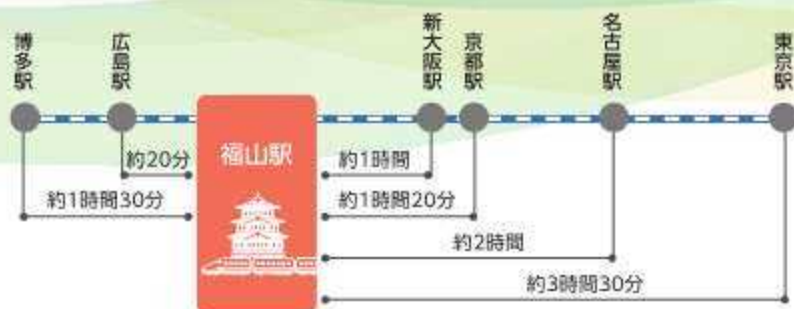 博多駅
広島駅
新大阪駅
京都駅
名古屋駅
東京駅
福山駅
約20分
約1時間
約1時間30分
約1時間20分
約2時間
約3時間30分